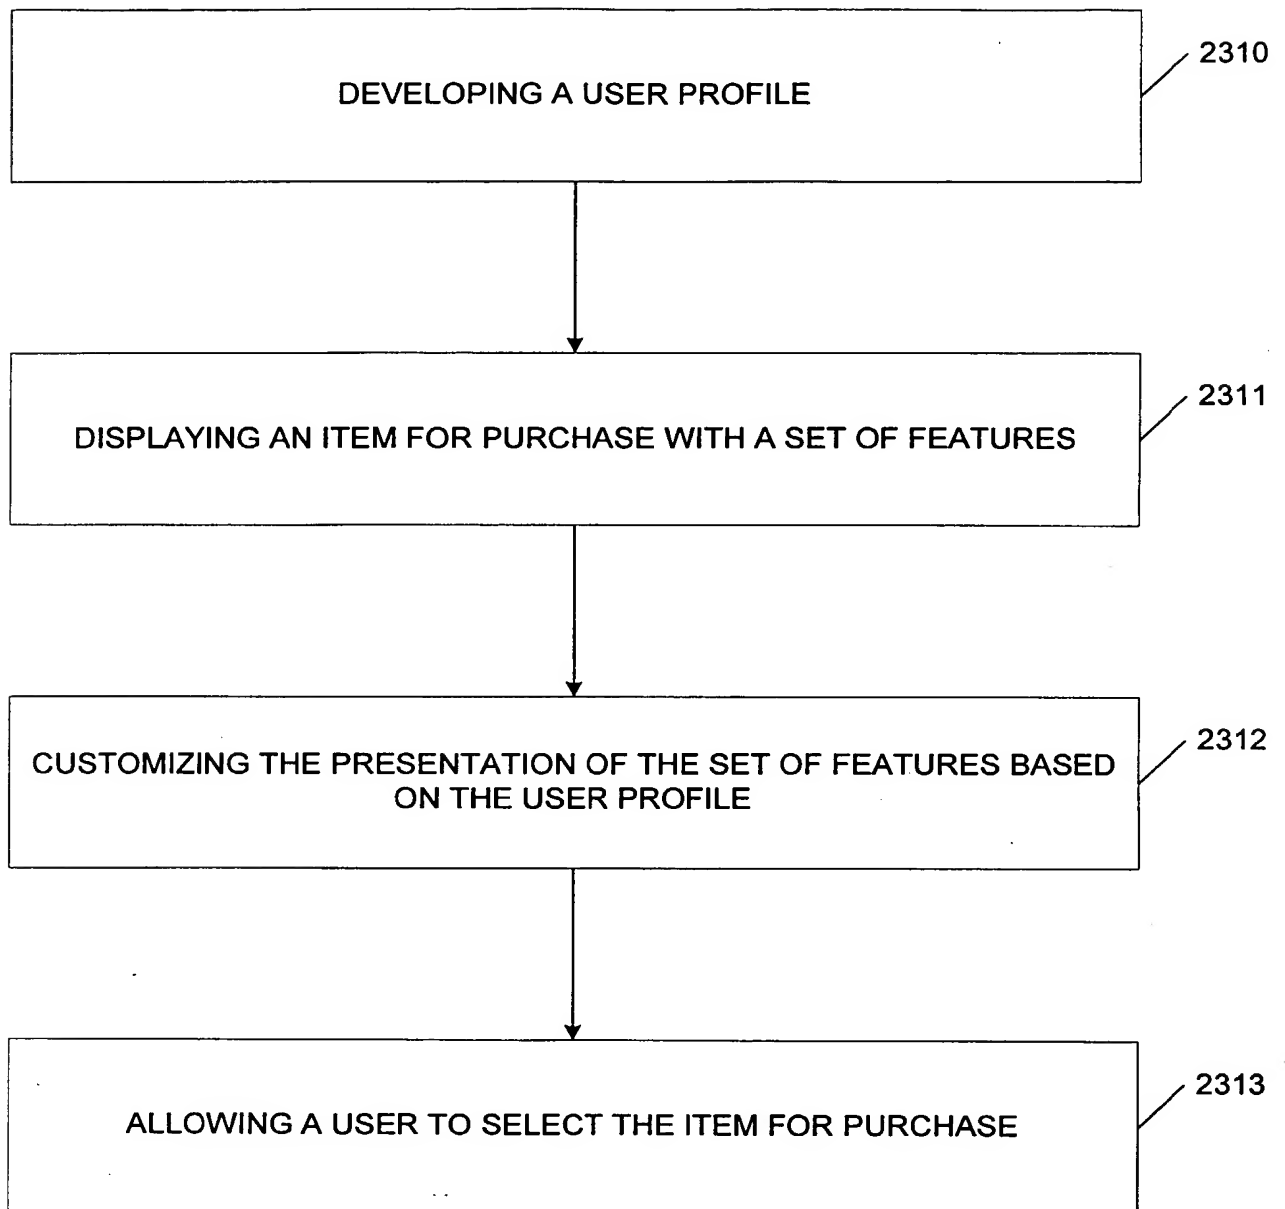 DEVELOPING A USER PROFILE
2310
DISPLAYING AN ITEM FOR PURCHASE WITH A SET OF FEATURES
2311
CUSTOMIZING THE PRESENTATION OF THE SET OF FEATURES BASED
ON THE USER PROFILE
2312
ALLOWING A USER TO SELECT THE ITEM FOR PURCHASE
2313